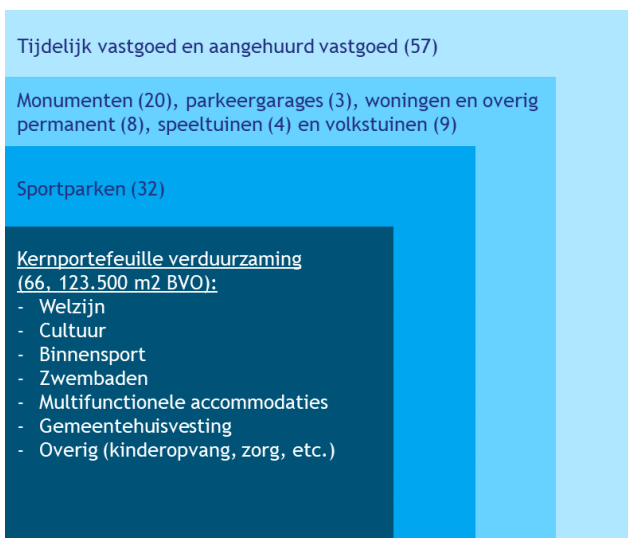 Tijdelijk vastgoed en aangehuurd vastgoed (57)
Monumenten (20), parkeergarages (3), woningen en overig
permanent (8), speeltuinen (4) en volkstuinen (9)
Sportparken (32)
Kernportefeuille verduurzaming
(66, 123.500 m2 BVO):
- Welzijn
- Cultuur
- Binnensport
- Zwembaden
- Multifunctionele accommodaties
- Gemeentehuisvesting
- Overig (kinderopvang, zorg, etc.)